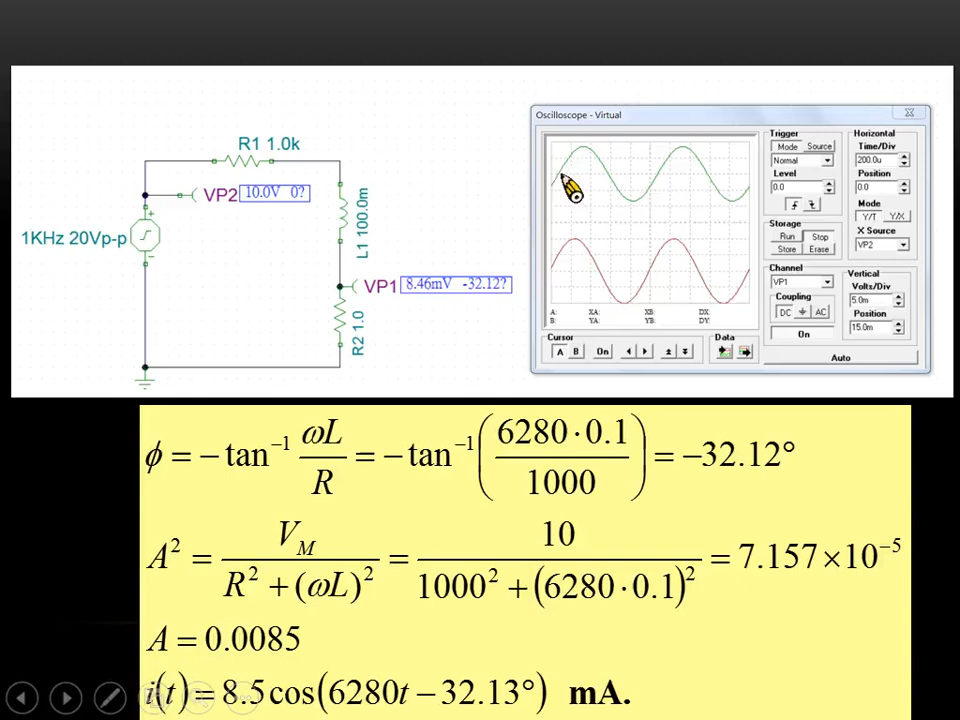 R1 1.0k
VP2 10.0V 0?
1KHz 20Vp-p
+
−
L1 100.0m
VP1 8.46mV -32.12?
R2 1.0
Oscilloscope - Virtual
Trigger
Mode Source
Normal
Level
0.0
Storage
Run Stop
Store Erase
Horizontal
Time/Div
200.0u
Position
0.0
Mode
Y/T Y/X
X Source
VP2
Channel
VP1
Coupling
DC AC
On
Vertical
Volts/Div
5.0m
Position
15.0m
A: XA: XB: DX:
B: YA: YB: DY:
Cursor
A B On
Data
Auto
ϕ = − tan⁻¹ ωL/R = − tan⁻¹ (6280·0.1/1000) = −32.12°
A² = V_M/(R² + (ωL)²) = 10/(1000² + (6280·0.1)²) = 7.157×10⁻⁵
A = 0.0085
i(t) = 8.5cos(6280t − 32.13°) mA.